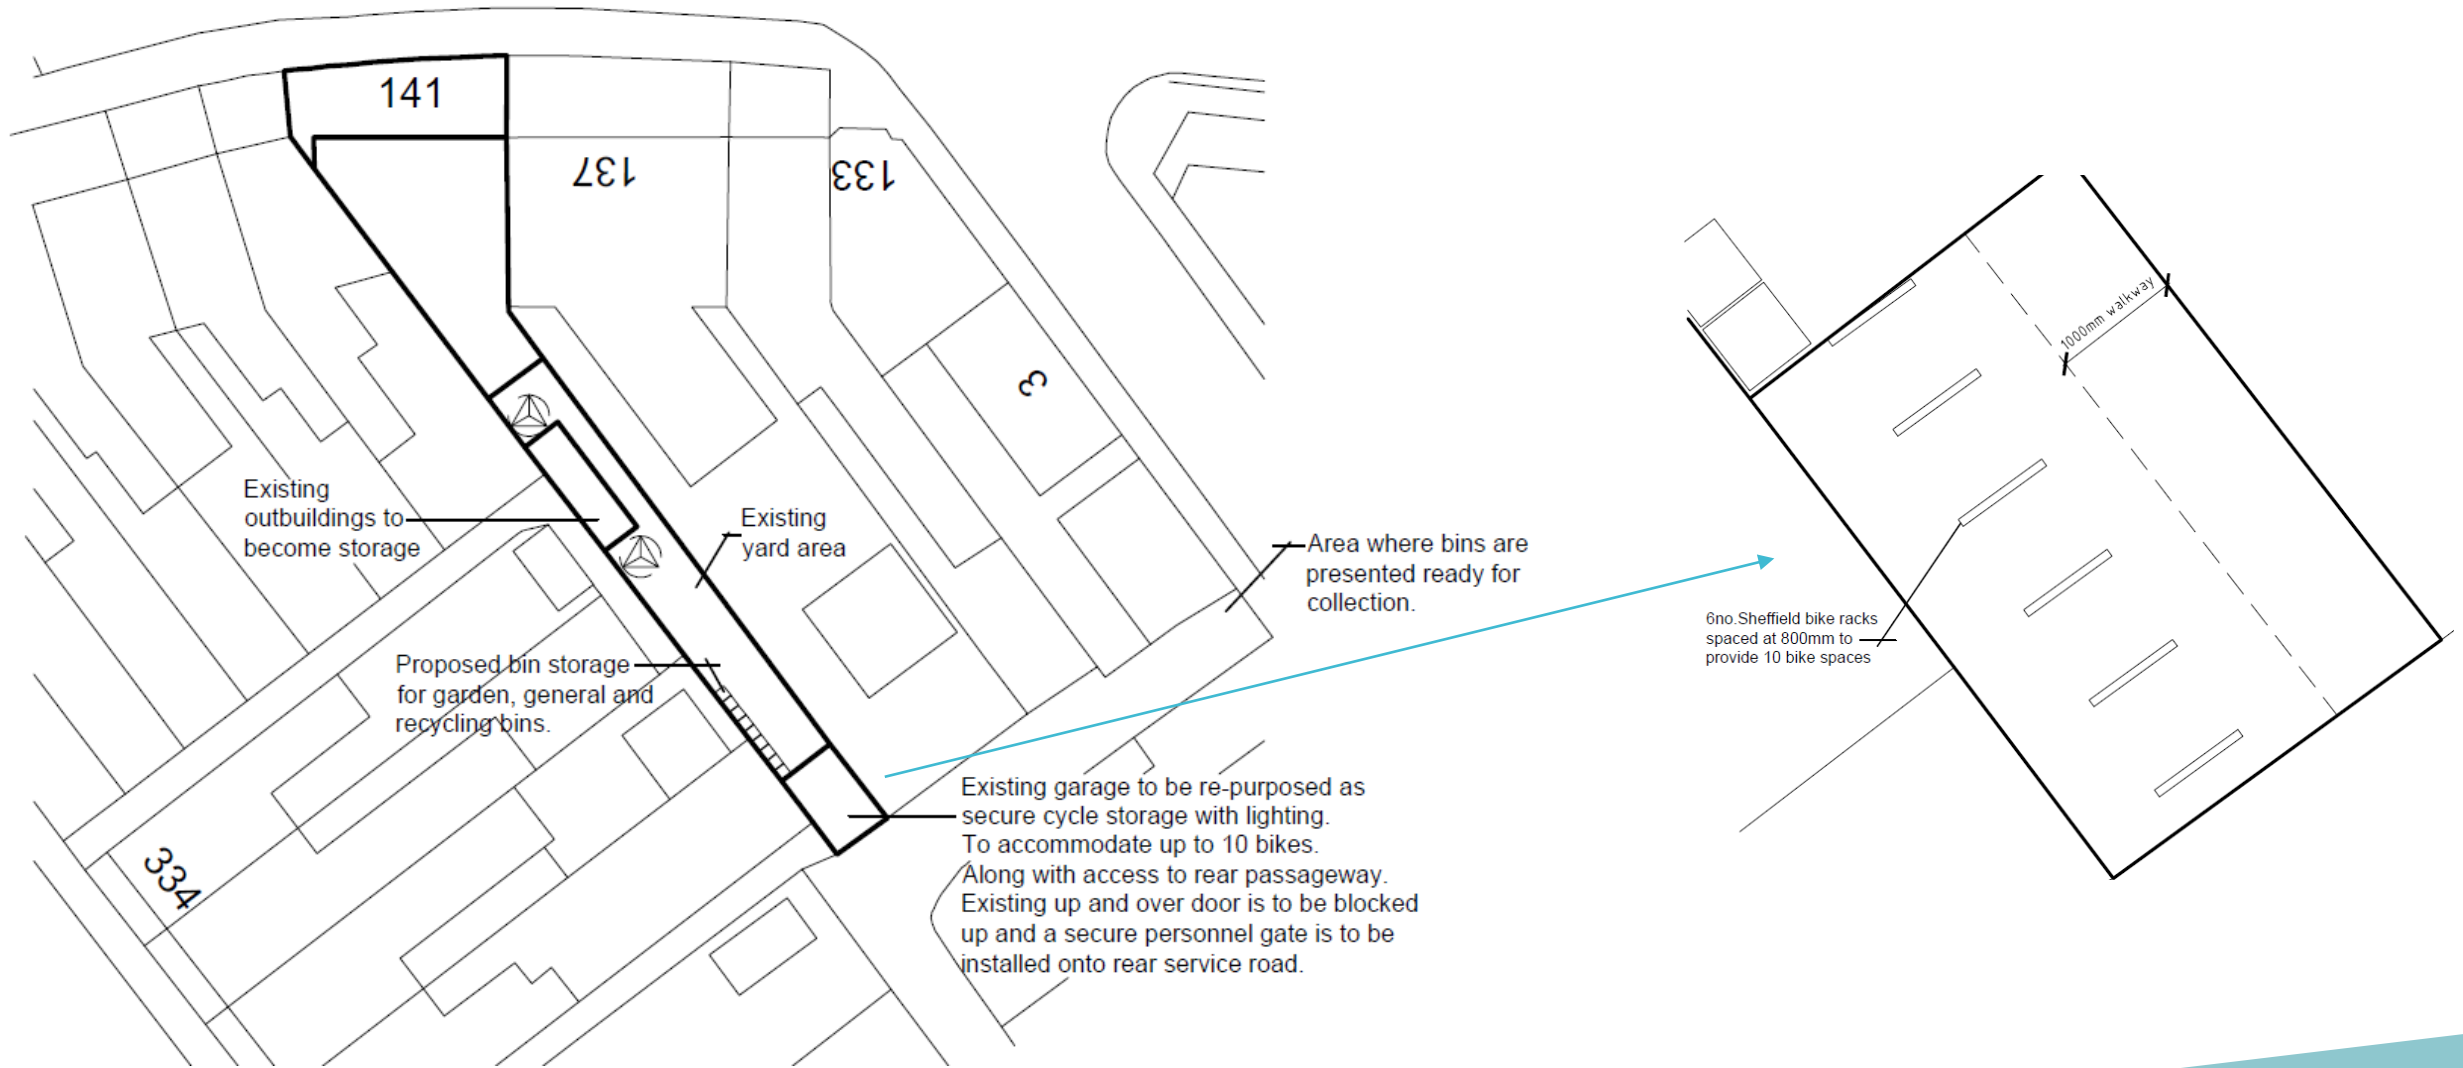 141
137
133
3
Existing
outbuildings to
become storage
Existing
yard area
Area where bins are
presented ready for
collection.
Proposed bin storage
for garden, general and
recycling bins.
334
Existing garage to be re-purposed as
secure cycle storage with lighting.
To accommodate up to 10 bikes.
Along with access to rear passageway.
Existing up and over door is to be blocked
up and a secure personnel gate is to be
installed onto rear service road.
1000mm walkway
6no.Sheffield bike racks
spaced at 800mm to
provide 10 bike spaces